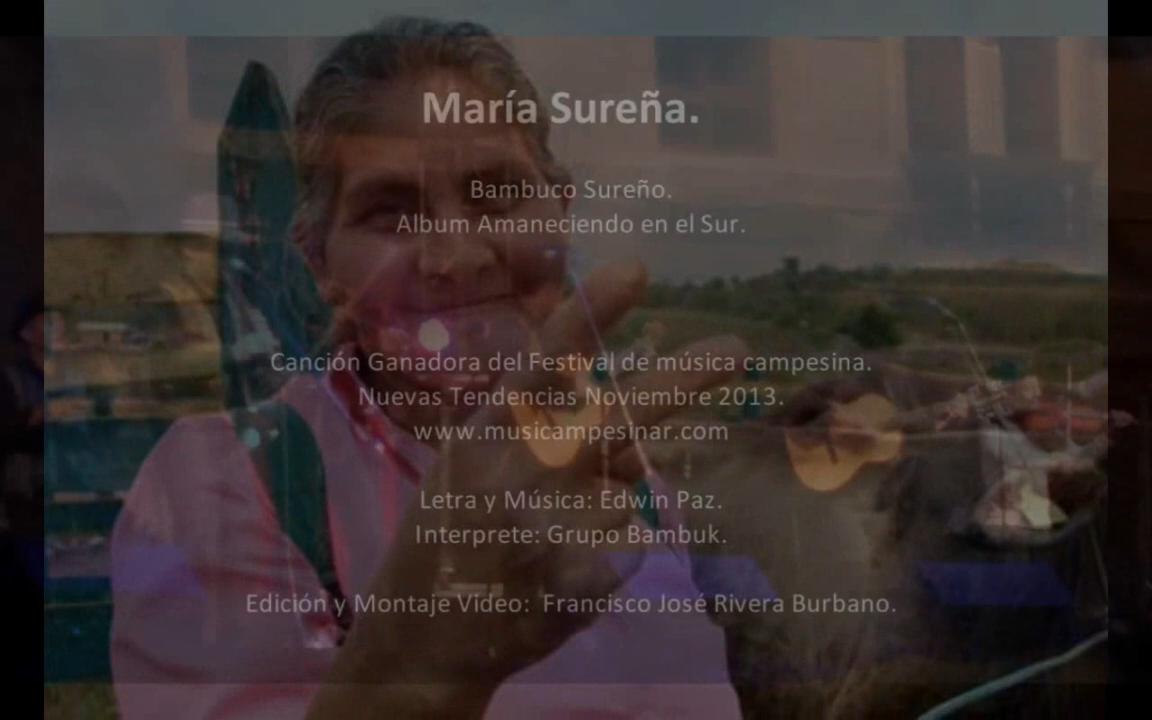 María Sureña.
Bambuco Sureño.
Album Amaneciendo en el Sur.
Canción Ganadora del Festival de música campesina.
Nuevas Tendencias Noviembre 2013.
www.musicampesinar.com
Letra y Música: Edwin Paz.
Interprete: Grupo Bambuk.
Edición y Montaje Video: Francisco José Rivera Burbano.